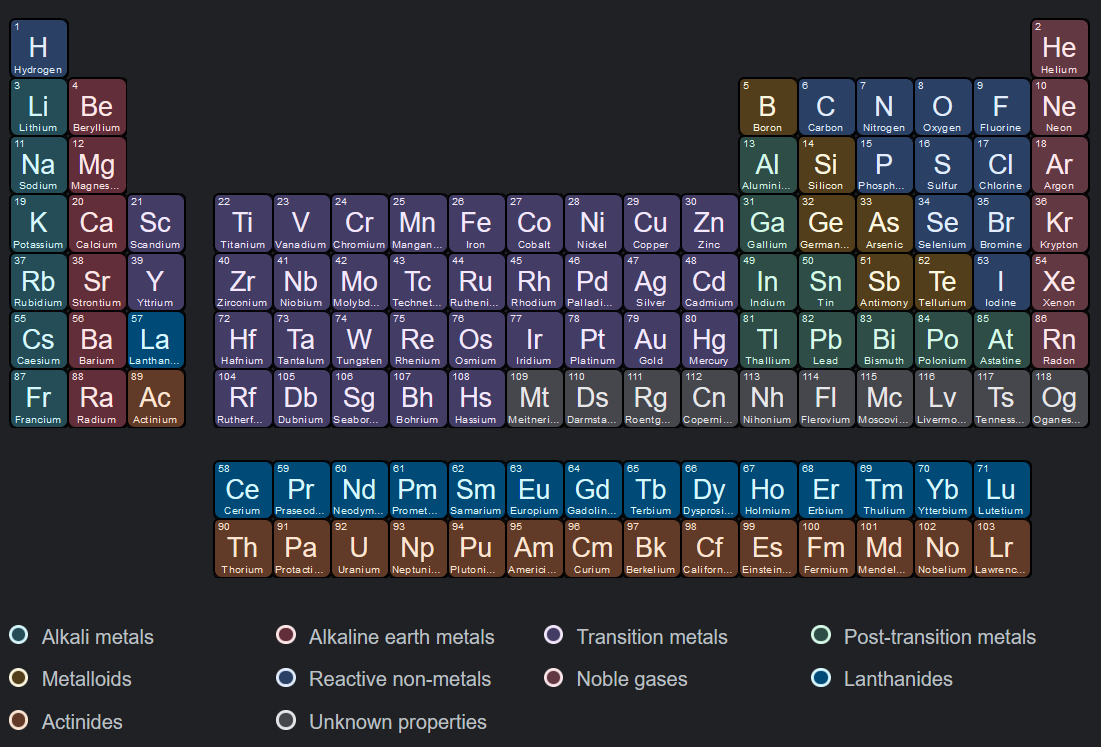 1 2
H He
Hydrogen Helium
3 4 5 6 7 8 9 10
Li Be B C N O F Ne
Lithium Beryllium Boron Carbon Nitrogen Oxygen Fluorine Neon
11 12 13 14 15 16 17 18
Na Mg Al Si P S Cl Ar
Sodium Magnes... Alumini... Silicon Phosph... Sulfur Chlorine Argon
19 20 21 22 23 24 25 26 27 28 29 30 31 32 33 34 35 36
K Ca Sc Ti V Cr Mn Fe Co Ni Cu Zn Ga Ge As Se Br Kr
Potassium Calcium Scandium Titanium Vanadium Chromium Mangan... Iron Cobalt Nickel Copper Zinc Gallium German... Arsenic Selenium Bromine Krypton
37 38 39 40 41 42 43 44 45 46 47 48 49 50 51 52 53 54
Rb Sr Y Zr Nb Mo Tc Ru Rh Pd Ag Cd In Sn Sb Te I Xe
Rubidium Strontium Yttrium Zirconium Niobium Molybd... Technet... Rutheni... Rhodium Palladi... Silver Cadmium Indium Tin Antimony Tellurium Iodine Xenon
55 56 57 72 73 74 75 76 77 78 79 80 81 82 83 84 85 86
Cs Ba La Hf Ta W Re Os Ir Pt Au Hg Tl Pb Bi Po At Rn
Caesium Barium Lanthan... Hafnium Tantalum Tungsten Rhenium Osmium Iridium Platinum Gold Mercury Thallium Lead Bismuth Polonium Astatine Radon
87 88 89 104 105 106 107 108 109 110 111 112 113 114 115 116 117 118
Fr Ra Ac Rf Db Sg Bh Hs Mt Ds Rg Cn Nh Fl Mc Lv Ts Og
Francium Radium Actinium Rutherf... Dubnium Seabor... Bohrium Hassium Meitneri... Darmsta... Roentg... Coperni... Nihonium Flerovium Moscovi... Livermo... Tenness... Oganes...
58 59 60 61 62 63 64 65 66 67 68 69 70 71
Ce Pr Nd Pm Sm Eu Gd Tb Dy Ho Er Tm Yb Lu
Cerium Praseod... Neodym... Promet... Samarium Europium Gadolin... Terbium Dysprosi... Holmium Erbium Thulium Ytterbium Lutetium
90 91 92 93 94 95 96 97 98 99 100 101 102 103
Th Pa U Np Pu Am Cm Bk Cf Es Fm Md No Lr
Thorium Protacti... Uranium Neptuni... Plutoni... Americi... Curium Berkelium Californ... Einstein... Fermium Mendel... Nobelium Lawrenc...
Alkali metals Alkaline earth metals Transition metals Post-transition metals
Metalloids Reactive non-metals Noble gases Lanthanides
Actinides Unknown properties